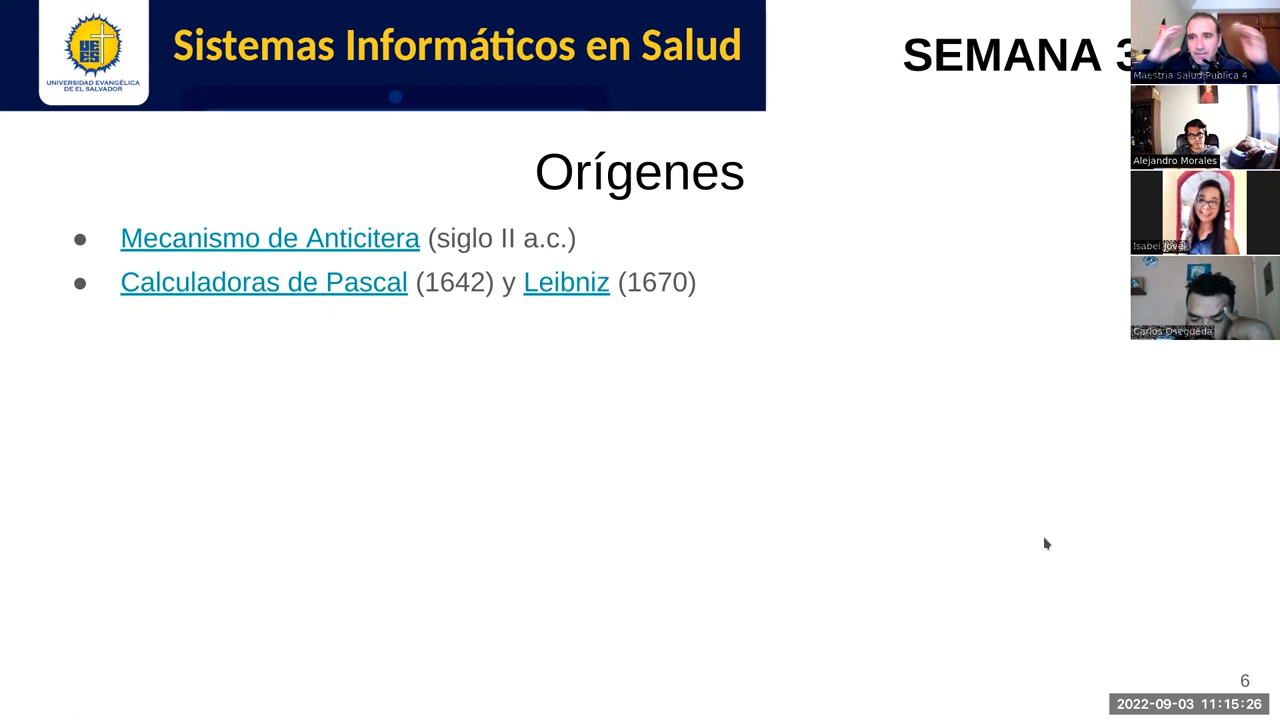 UNIVERSIDAD EVANGÉLICA
DE EL SALVADOR
Sistemas Informáticos en Salud
SEMANA 3
Maestria Salud Publica 4
Alejandro Morales
Isabel Jovel
Carlos Osegueda
Orígenes
● Mecanismo de Anticitera (siglo II a.c.)
● Calculadoras de Pascal (1642) y Leibniz (1670)
6
2022-09-03 11:15:26